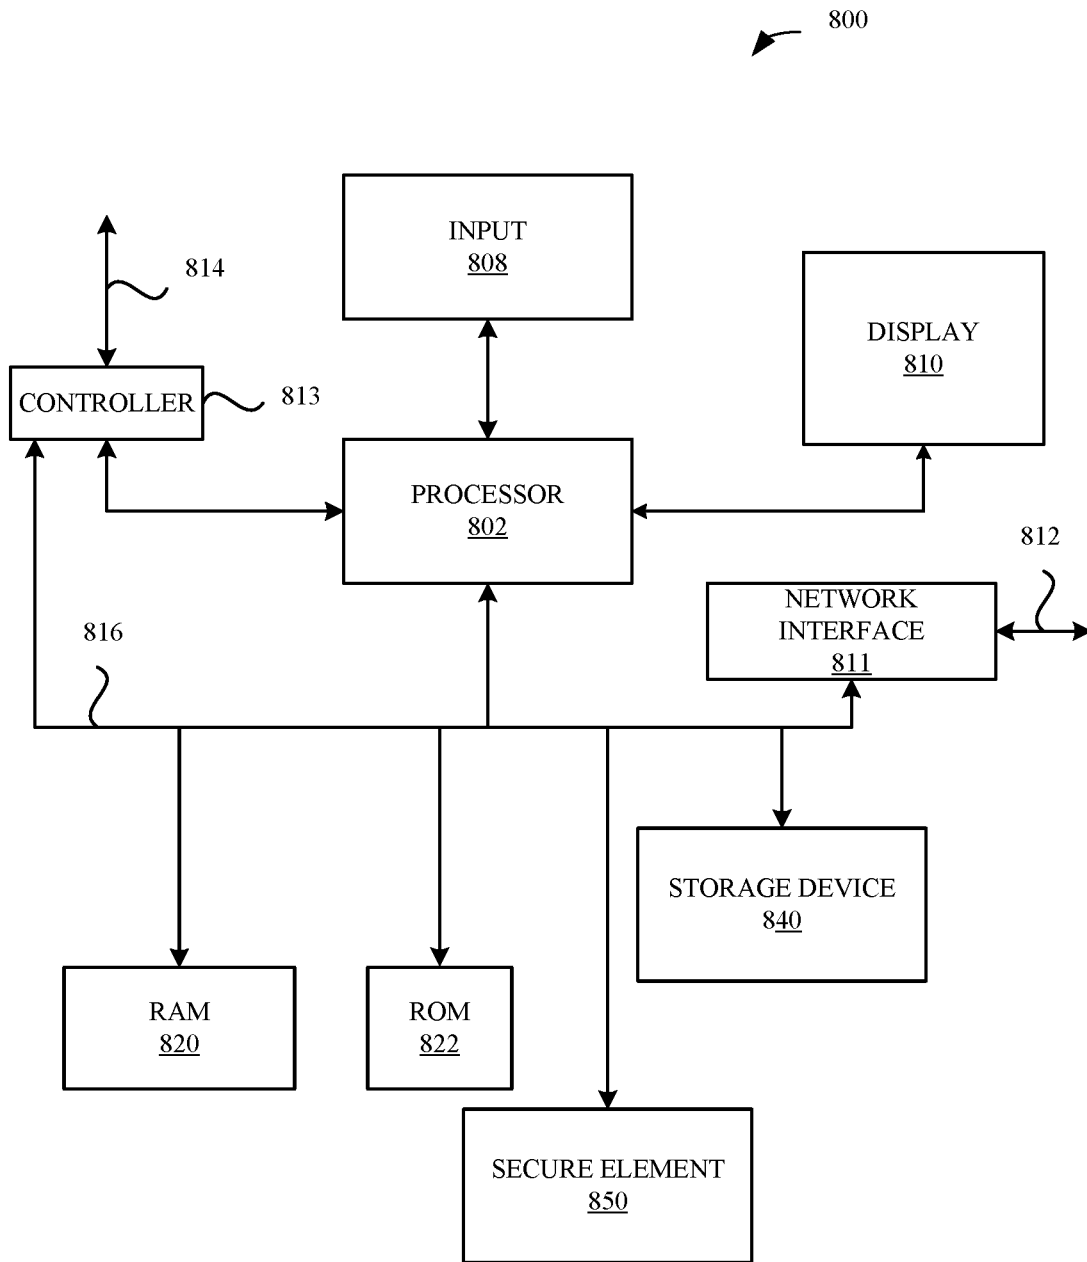 800
INPUT
808
814
DISPLAY
810
CONTROLLER
813
PROCESSOR
802
812
NETWORK
INTERFACE
811
816
STORAGE DEVICE
840
RAM
820
ROM
822
SECURE ELEMENT
850